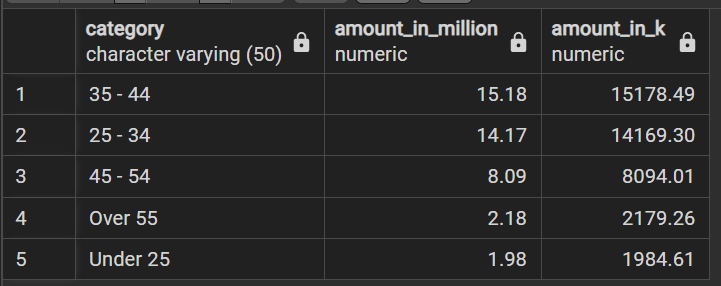 category amount_in_million amount_in_k
character varying (50) numeric numeric
1 35 - 44 15.18 15178.49
2 25 - 34 14.17 14169.30
3 45 - 54 8.09 8094.01
4 Over 55 2.18 2179.26
5 Under 25 1.98 1984.61